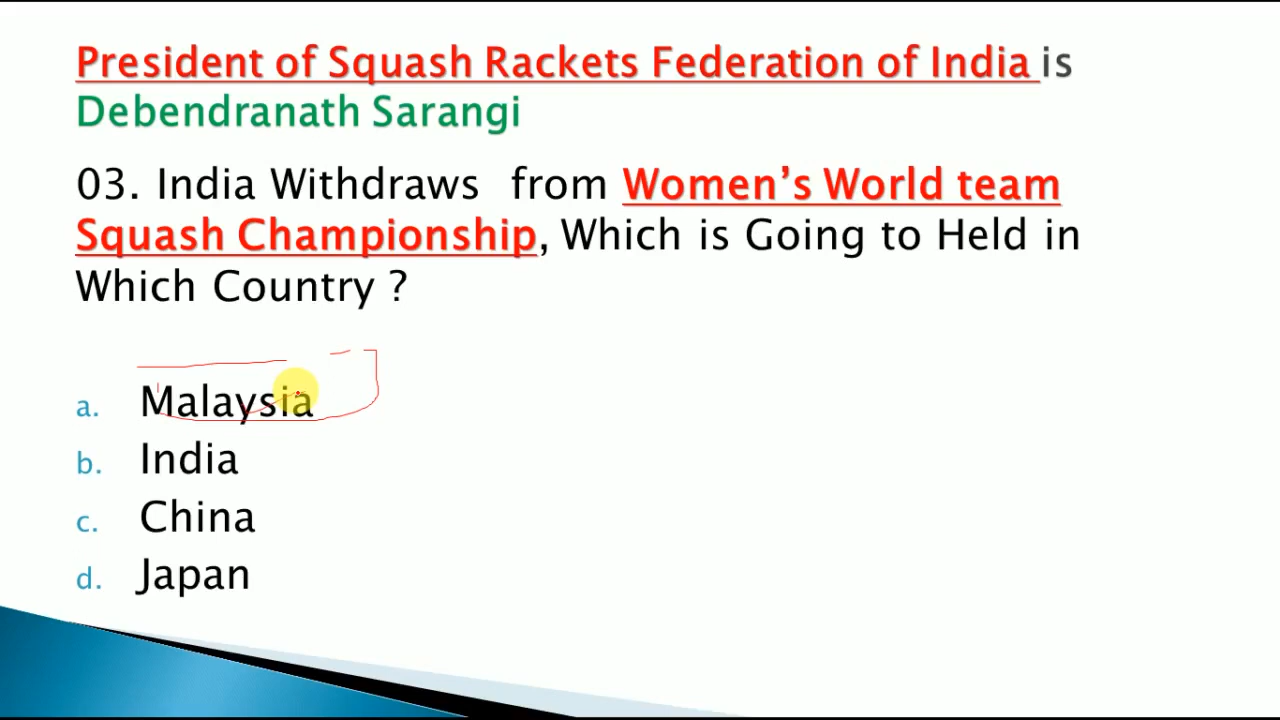 President of Squash Rackets Federation of India is
Debendranath Sarangi
03. India Withdraws from Women's World team
Squash Championship, Which is Going to Held in
Which Country ?
a. Malaysia
b. India
c. China
d. Japan